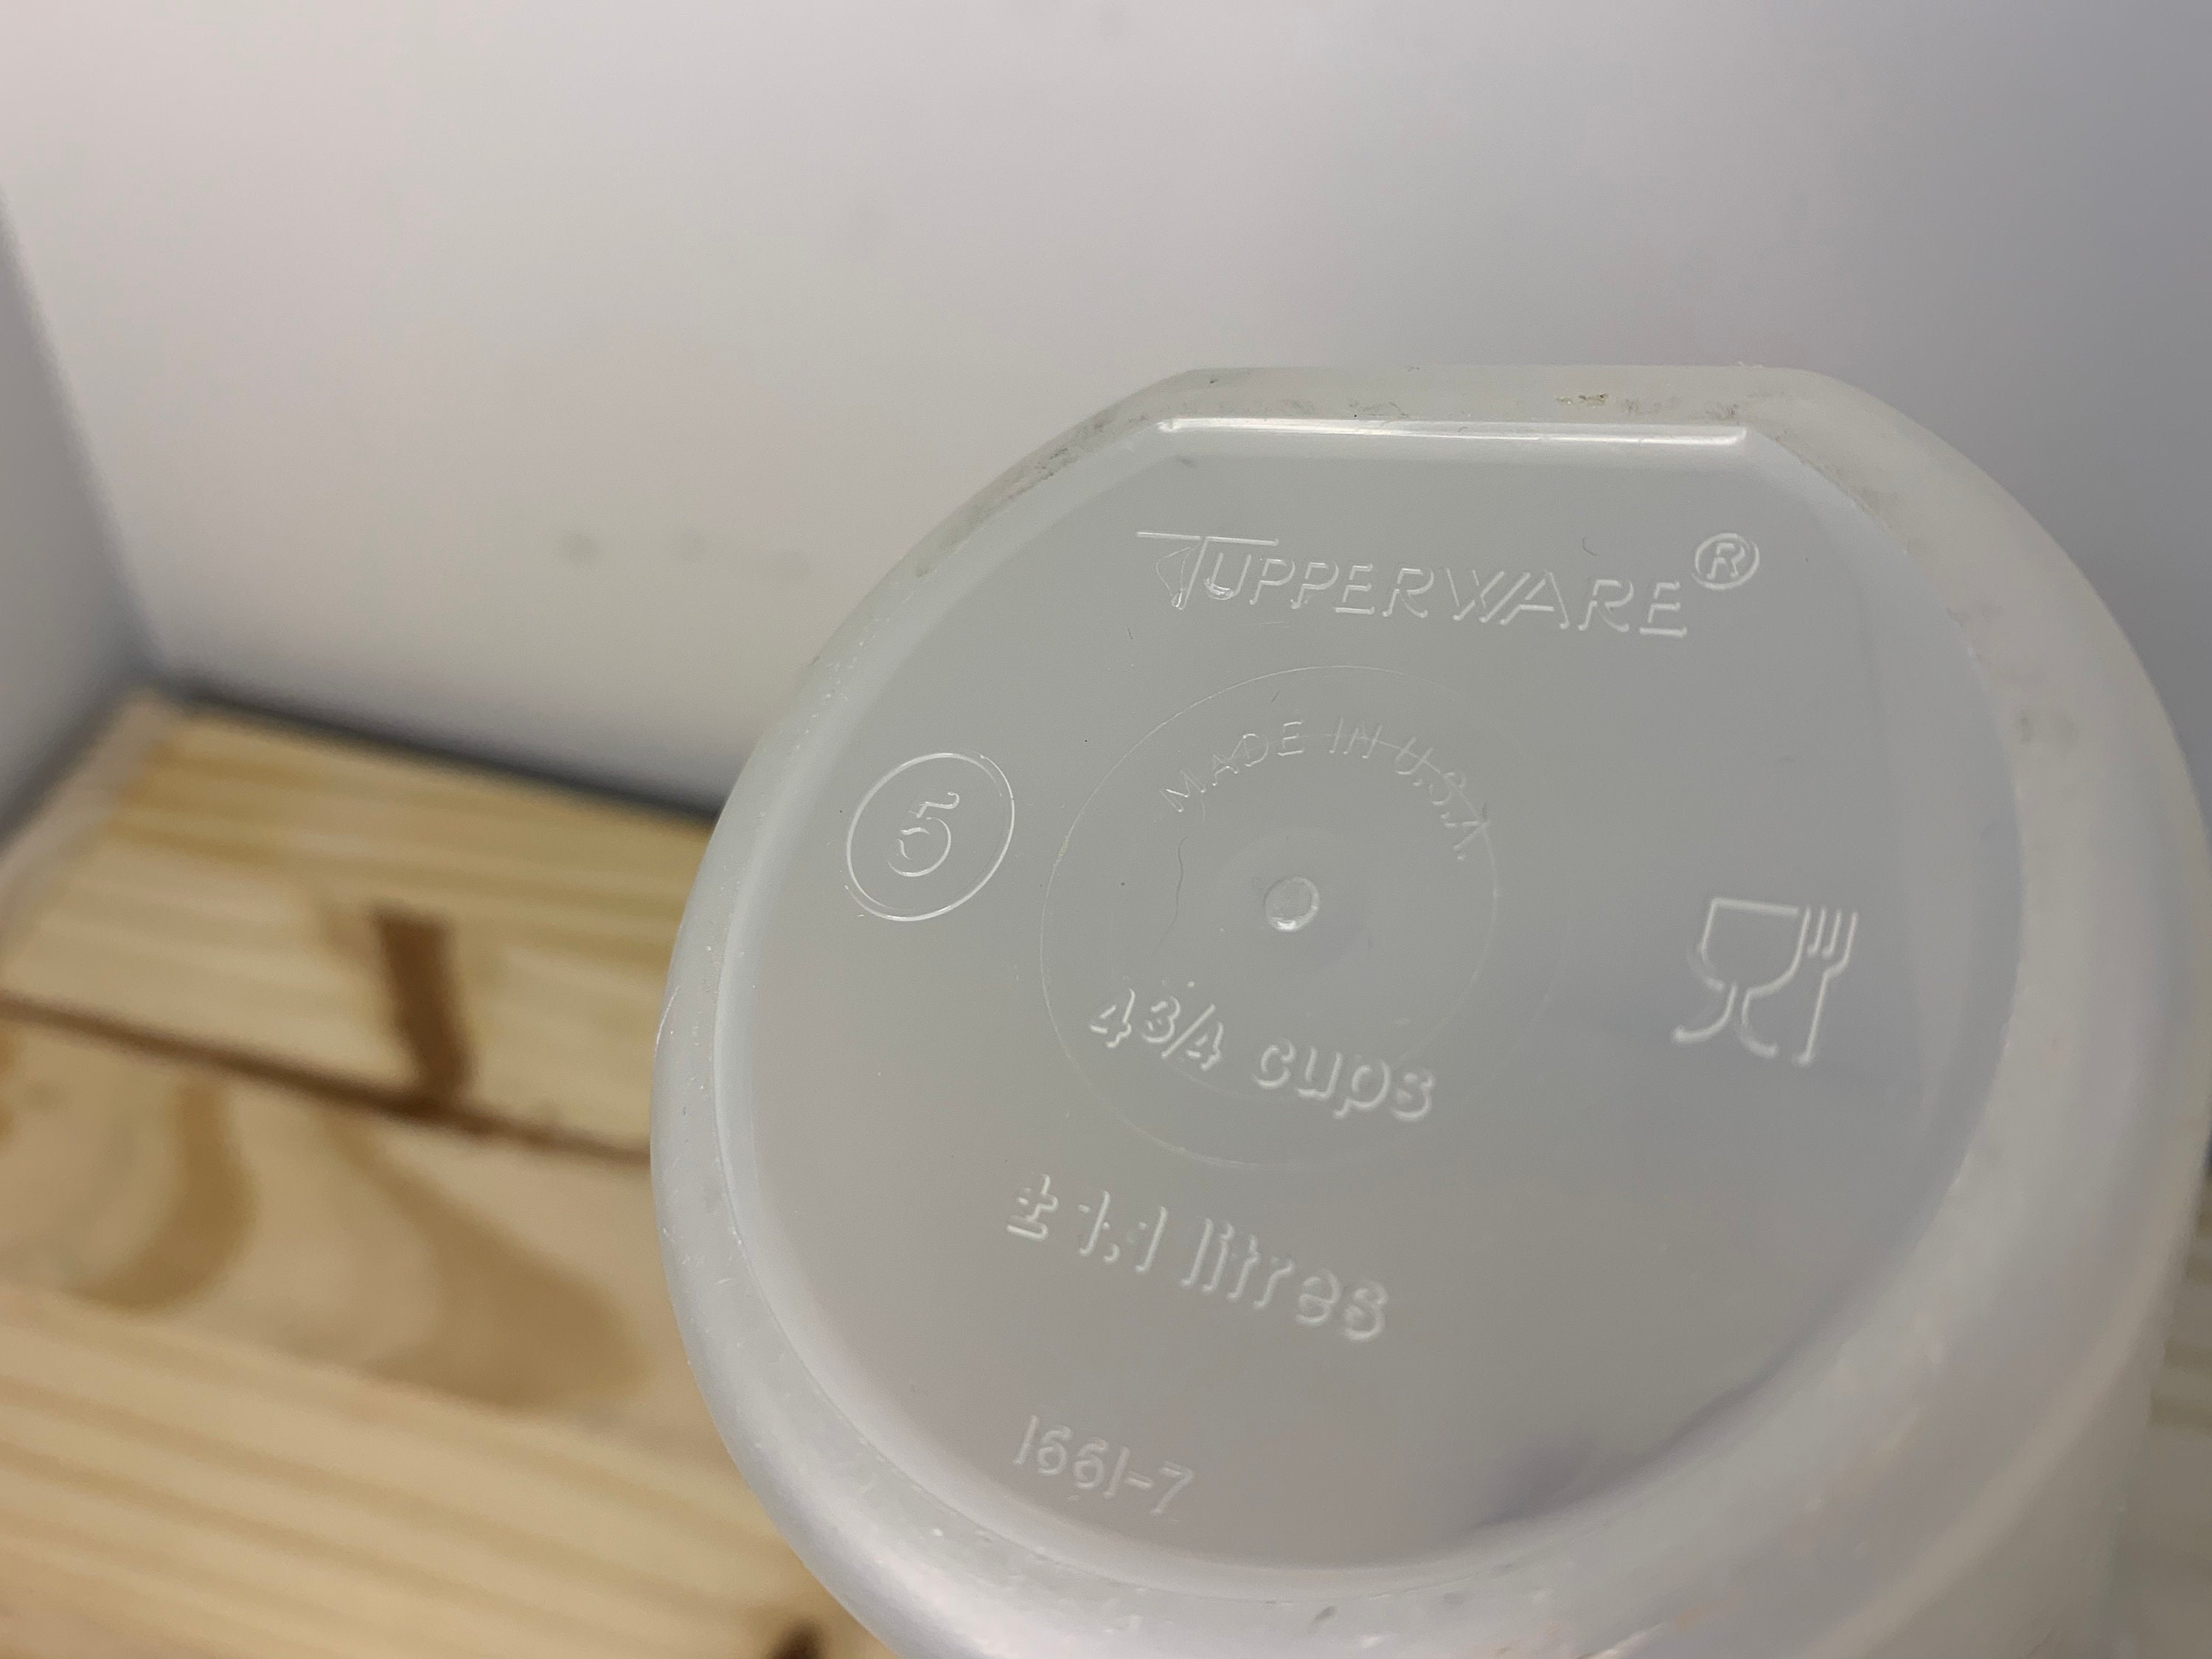 TUPPERWARE®
MADE IN U.S.A.
5
4 3/4 cups
± 1.1 litres
1661-7